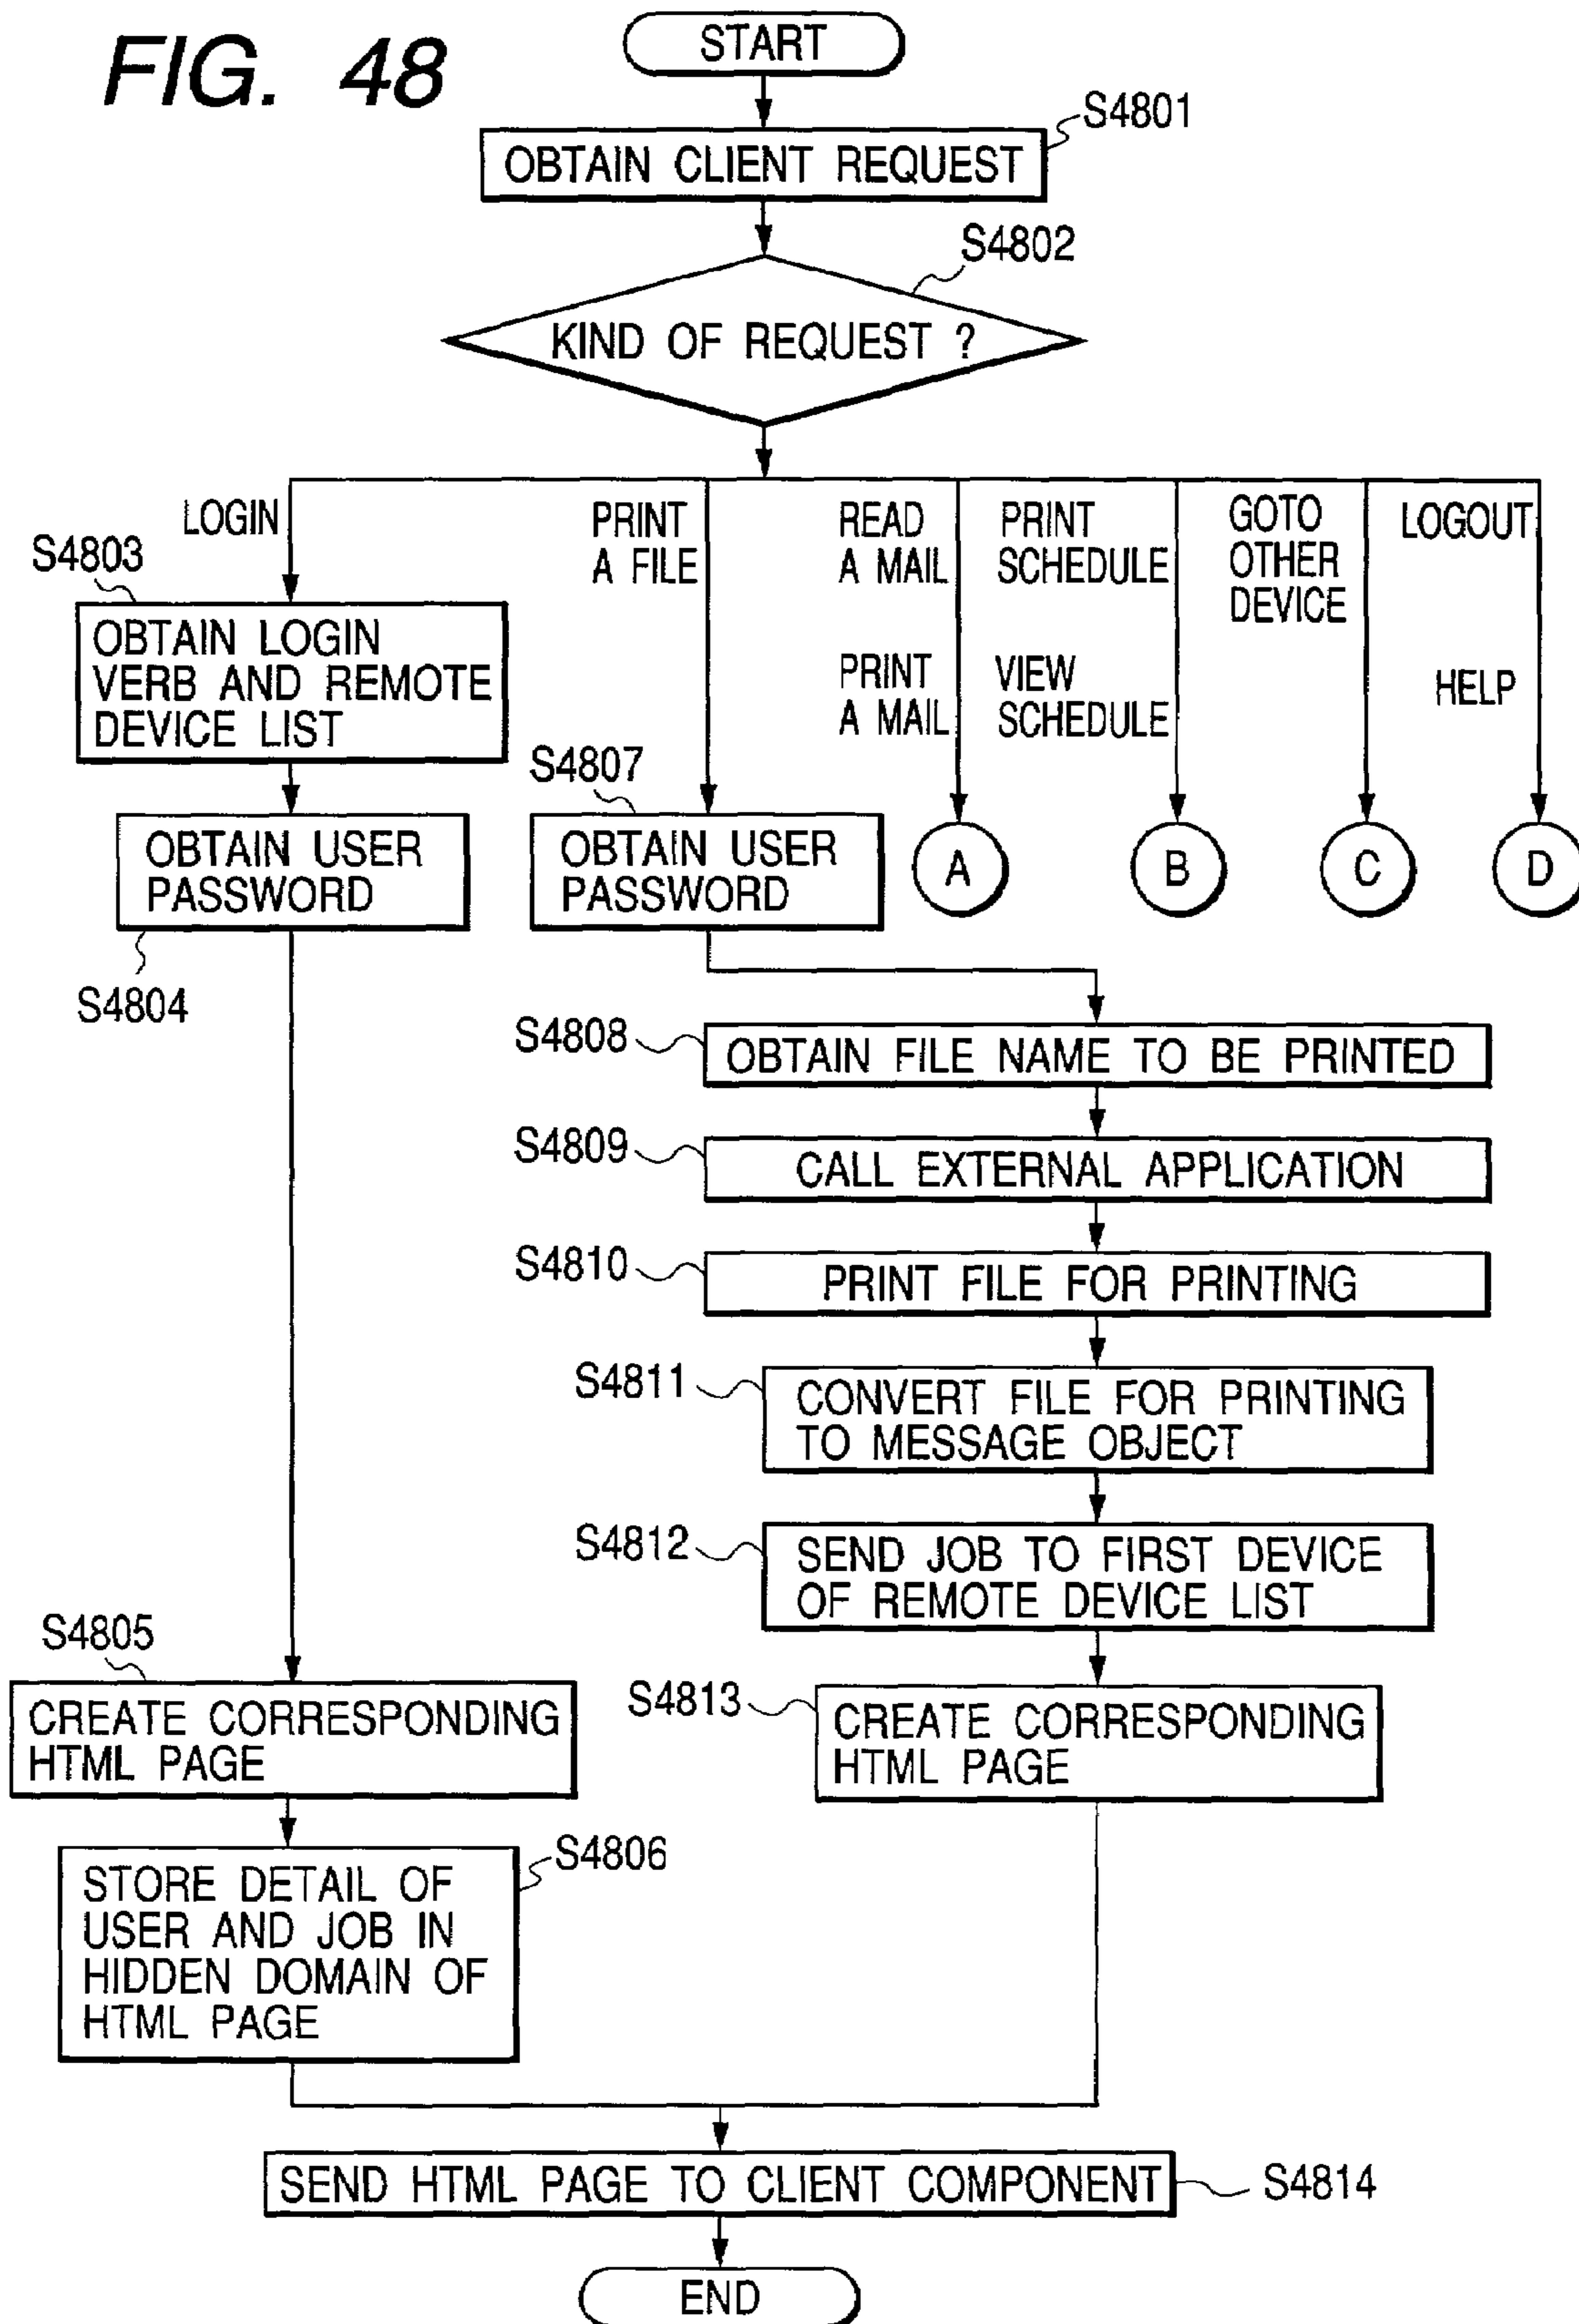 FIG. 48
START
S4801
OBTAIN CLIENT REQUEST
S4802
KIND OF REQUEST ?
LOGIN
PRINT
A FILE
READ
A MAIL
PRINT
A MAIL
PRINT
SCHEDULE
VIEW
SCHEDULE
GOTO
OTHER
DEVICE
LOGOUT
HELP
S4803
OBTAIN LOGIN
VERB AND REMOTE
DEVICE LIST
OBTAIN USER
PASSWORD
S4804
S4807
OBTAIN USER
PASSWORD
A
B
C
D
S4808
OBTAIN FILE NAME TO BE PRINTED
S4809
CALL EXTERNAL APPLICATION
S4810
PRINT FILE FOR PRINTING
S4811
CONVERT FILE FOR PRINTING
TO MESSAGE OBJECT
S4812
SEND JOB TO FIRST DEVICE
OF REMOTE DEVICE LIST
S4805
CREATE CORRESPONDING
HTML PAGE
S4813
CREATE CORRESPONDING
HTML PAGE
S4806
STORE DETAIL OF
USER AND JOB IN
HIDDEN DOMAIN OF
HTML PAGE
SEND HTML PAGE TO CLIENT COMPONENT
S4814
END